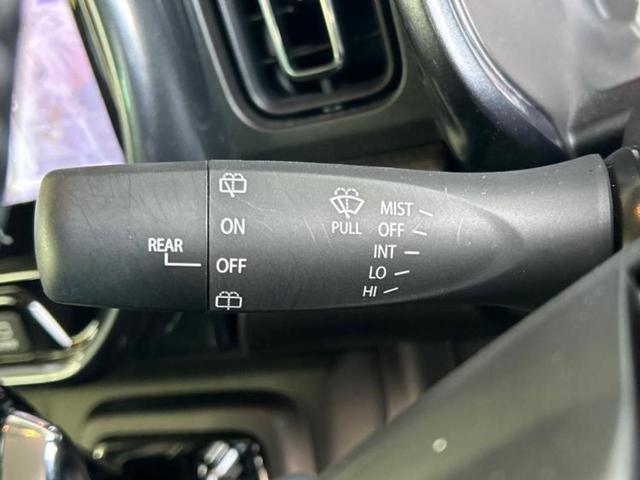 REAR
ON
OFF
PULL
MIST
OFF
INT
LO
HI